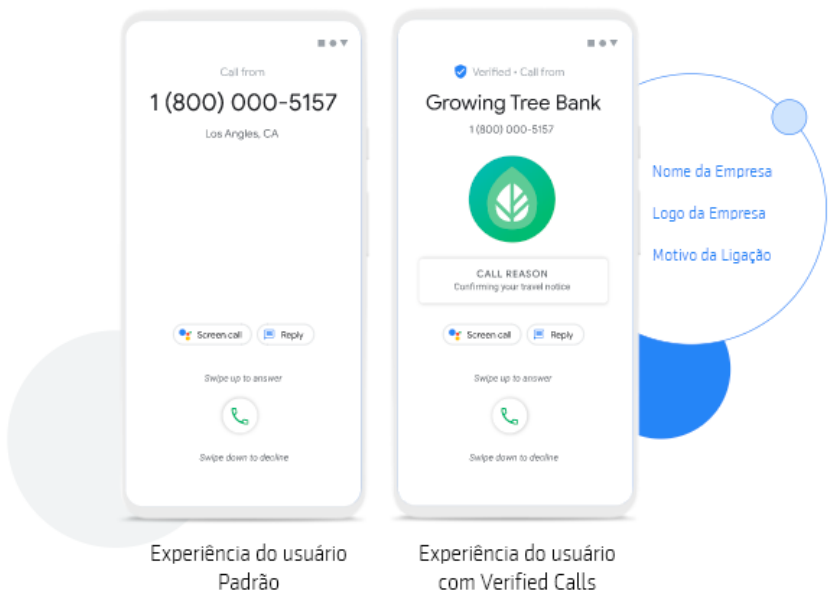 Call from
1 (800) 000-5157
Los Angles, CA
Screen call
Reply
Swipe up to answer
Swipe down to decline
Experiência do usuário
Padrão
Verified • Call from
Growing Tree Bank
1 (800) 000-5157
CALL REASON
Confirming your travel notice
Screen call
Reply
Swipe up to answer
Swipe down to decline
Experiência do usuário
com Verified Calls
Nome da Empresa
Logo da Empresa
Motivo da Ligação